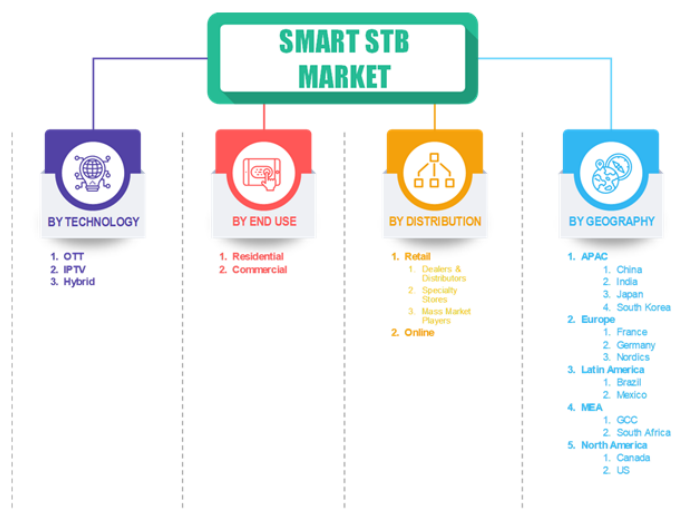 SMART STB
MARKET
BY TECHNOLOGY
1. OTT
2. IPTV
3. Hybrid
BY END USE
1. Residential
2. Commercial
BY DISTRIBUTION
1. Retail
1. Dealers &
Distributors
2. Specialty
Stores
3. Mass Market
Players
2. Online
BY GEOGRAPHY
1. APAC
1. China
2. India
3. Japan
4. South Korea
2. Europe
1. France
2. Germany
3. Nordics
3. Latin America
1. Brazil
2. Mexico
4. MEA
1. GCC
2. South Africa
5. North America
1. Canada
2. US